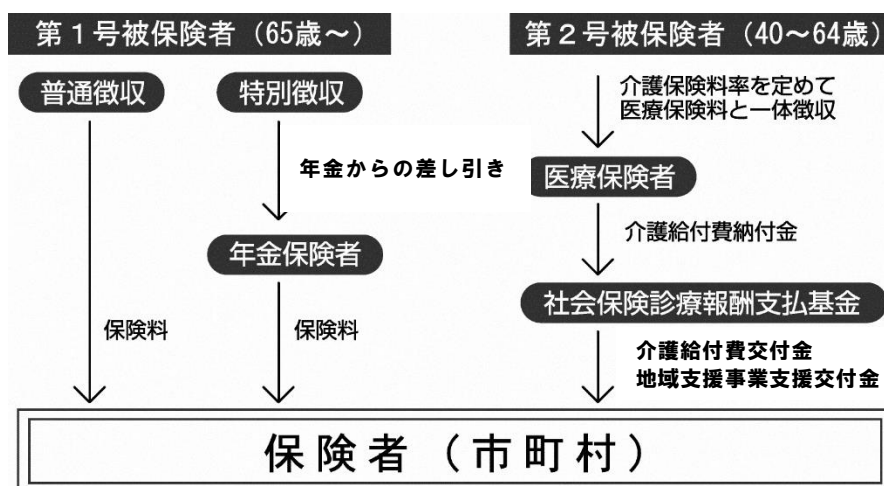 第1号被保険者（65歳～）
第2号被保険者（40～64歳）
普通徴収
特別徴収
介護保険料率を定めて
医療保険料と一体徴収
年金からの差し引き
医療保険者
介護給付費納付金
年金保険者
社会保険診療報酬支払基金
保険料
保険料
介護給付費交付金
地域支援事業支援交付金
保険者（市町村）